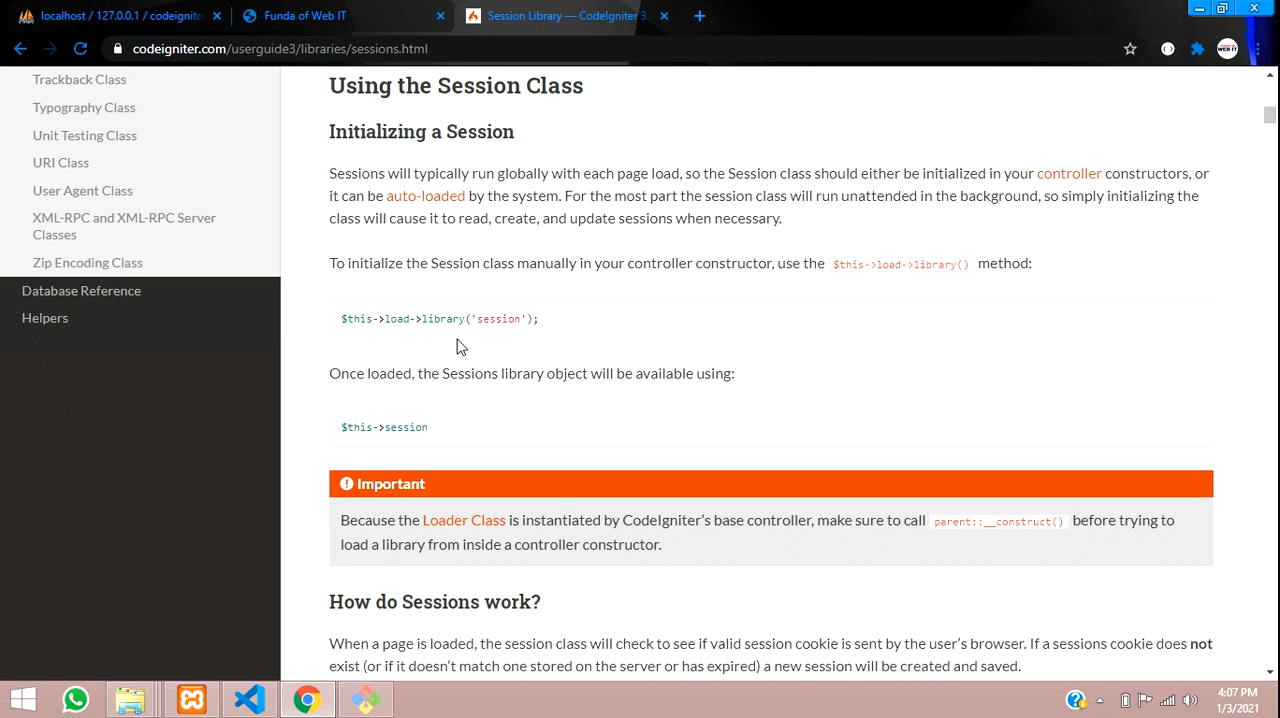 localhost / 127.0.0.1 / codeignito
Funda of Web IT
Session Library — CodeIgniter 3.
codeigniter.com/userguide3/libraries/sessions.html
Trackback Class
Typography Class
Unit Testing Class
URI Class
User Agent Class
XML-RPC and XML-RPC Server
Classes
Zip Encoding Class
Database Reference
Helpers
Using the Session Class
Initializing a Session
Sessions will typically run globally with each page load, so the Session class should either be initialized in your controller constructors, or
it can be auto-loaded by the system. For the most part the session class will run unattended in the background, so simply initializing the
class will cause it to read, create, and update sessions when necessary.
To initialize the Session class manually in your controller constructor, use the $this->load->library() method:
$this->load->library('session');
Once loaded, the Sessions library object will be available using:
$this->session
Important
Because the Loader Class is instantiated by CodeIgniter's base controller, make sure to call parent::__construct() before trying to
load a library from inside a controller constructor.
How do Sessions work?
When a page is loaded, the session class will check to see if valid session cookie is sent by the user's browser. If a sessions cookie does not
exist (or if it doesn't match one stored on the server or has expired) a new session will be created and saved.
4:07 PM
1/3/2021